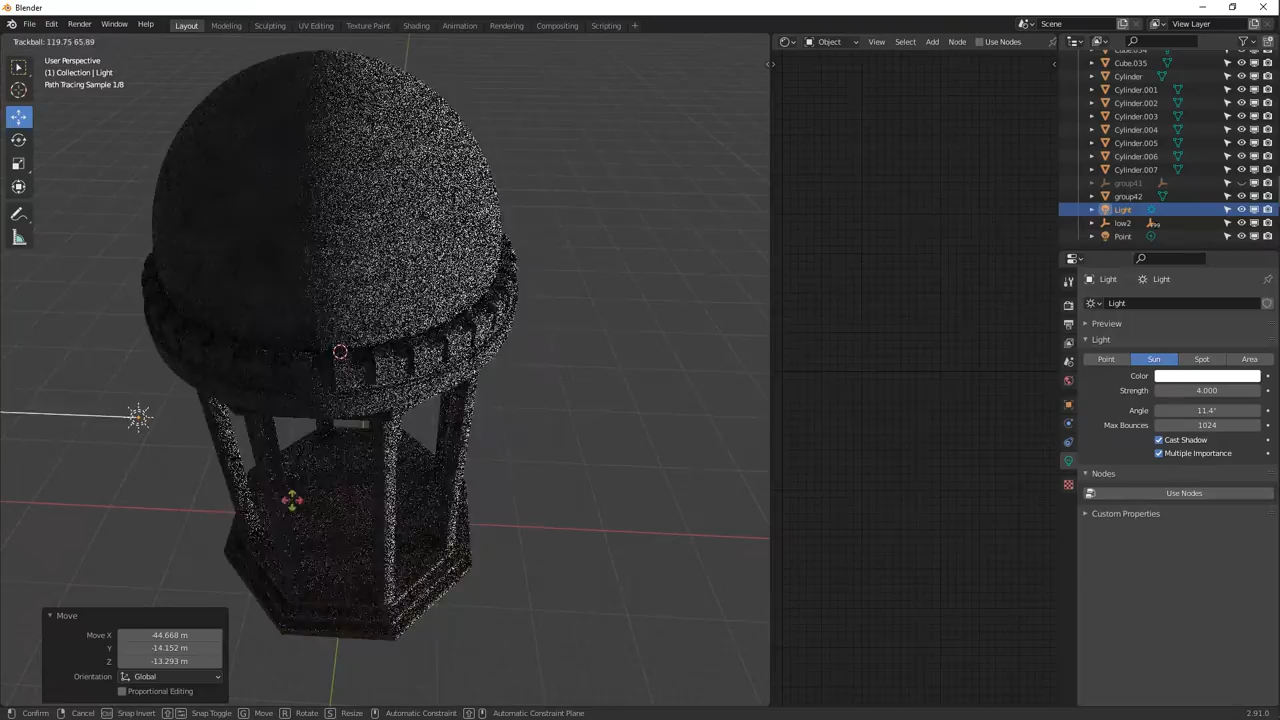 Blender
File Edit Render Window Help
Layout Modeling Sculpting UV Editing Texture Paint Shading Animation Rendering Compositing Scripting +
Scene
View Layer
Trackball: 119.75 65.89
Object View Select Add Node Use Nodes
User Perspective
(1) Collection | Light
Path Tracing Sample 1/8
Cube.034
Cube.035
Cylinder
Cylinder.001
Cylinder.002
Cylinder.003
Cylinder.004
Cylinder.005
Cylinder.006
Cylinder.007
group41
group42
Light
low2
Point
Light Light
Light
Preview
Light
Point Sun Spot Area
Color
Strength 4.000
Angle 11.4°
Max Bounces 1024
Cast Shadow
Multiple Importance
Nodes
Use Nodes
Custom Properties
Move
Move X -44.668 m
Y -14.152 m
Z -13.293 m
Orientation Global
Proportional Editing
Confirm Cancel Ctrl Snap Invert Snap Toggle G Move R Rotate S Resize Automatic Constraint Automatic Constraint Plane 2.91.0